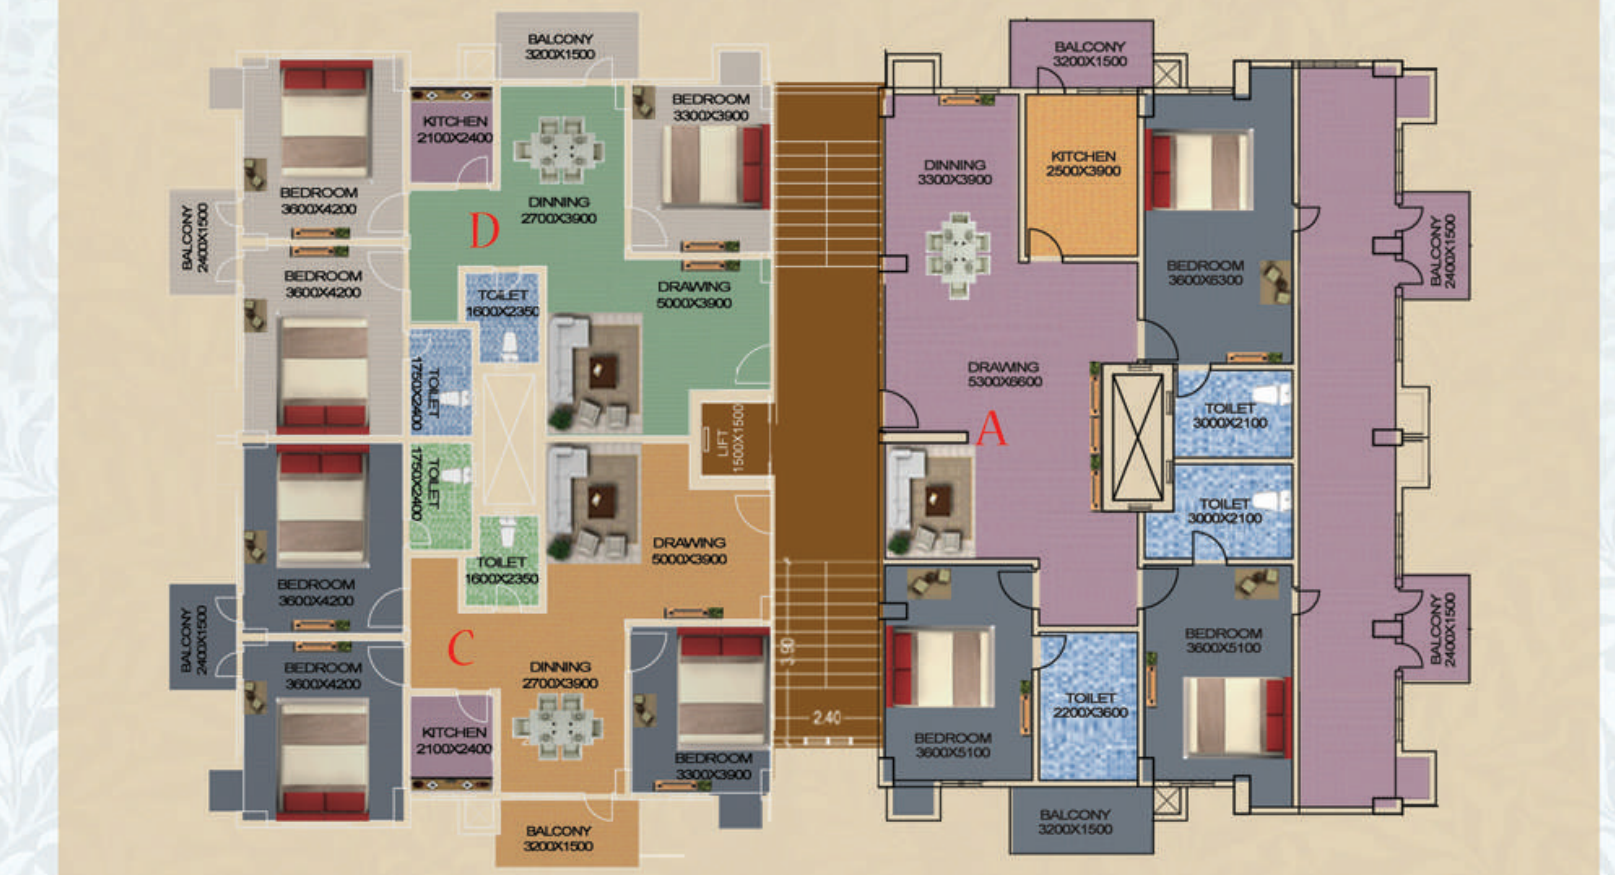 BALCONY
3200X1500
BEDROOM
3600X4200
KITCHEN
2100X2400
DINNING
2700X3900
BEDROOM
3300X3900
BALCONY
2400X1500
D
BEDROOM
3600X4200
TOILET
1600X2350
DRAWING
5000X3900
TOILET
1750X2400
LIFT
1500X1500
TOILET
1750X2400
TOILET
1600X2350
DRAWING
5000X3900
BEDROOM
3600X4200
BALCONY
2400X1500
C
BEDROOM
3600X4200
DINNING
2700X3900
KITCHEN
2100X2400
BEDROOM
3300X3900
BALCONY
3200X1500
3.90
2.40
BALCONY
3200X1500
DINNING
3300X3900
KITCHEN
2500X3900
BEDROOM
3600X6300
BALCONY
2400X1500
DRAWING
5300X6600
A
TOILET
3000X2100
TOILET
3000X2100
BEDROOM
3600X5100
BALCONY
2400X1500
TOILET
2200X3600
BEDROOM
3600X5100
BALCONY
3200X1500